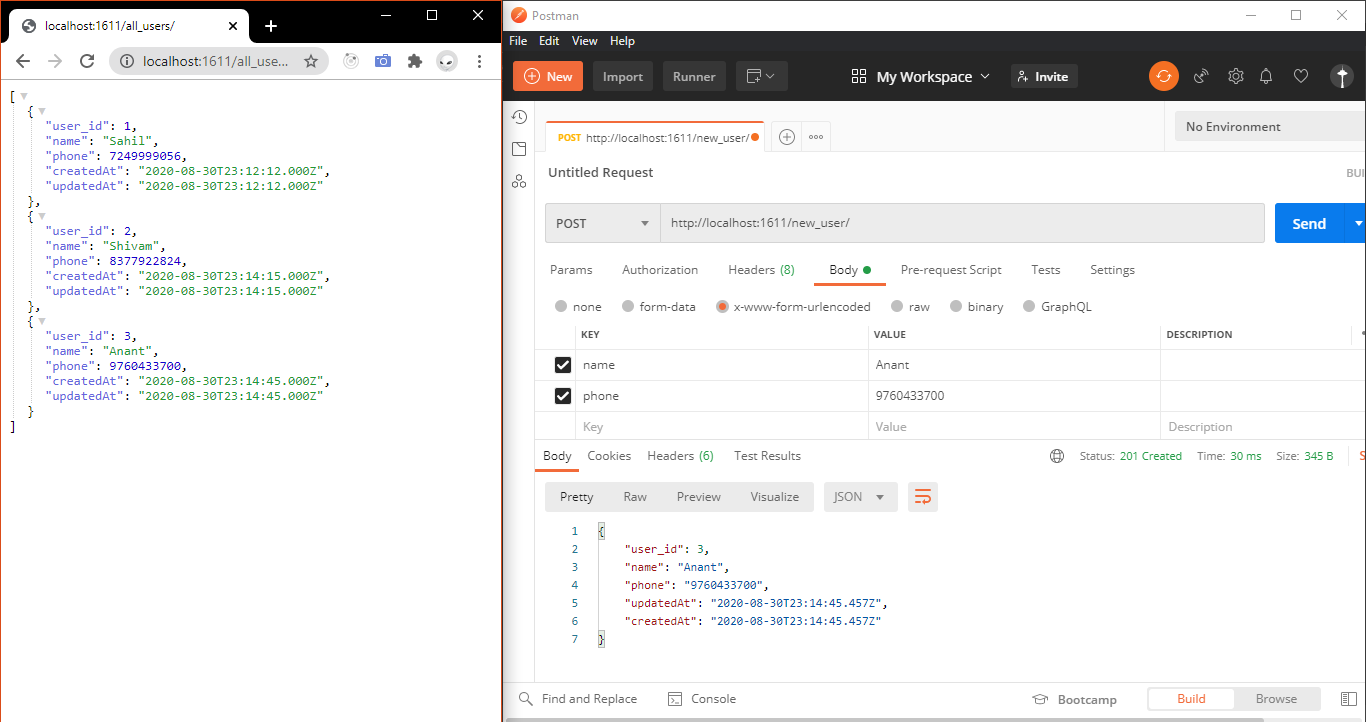 localhost:1611/all_users/
localhost:1611/all_use...
[
{
"user_id": 1,
"name": "Sahil",
"phone": 7249999056,
"createdAt": "2020-08-30T23:12:12.000Z",
"updatedAt": "2020-08-30T23:12:12.000Z"
},
{
"user_id": 2,
"name": "Shivam",
"phone": 8377922824,
"createdAt": "2020-08-30T23:14:15.000Z",
"updatedAt": "2020-08-30T23:14:15.000Z"
},
{
"user_id": 3,
"name": "Anant",
"phone": 9760433700,
"createdAt": "2020-08-30T23:14:45.000Z",
"updatedAt": "2020-08-30T23:14:45.000Z"
}
]
Postman
File Edit View Help
New Import Runner My Workspace Invite
POST http://localhost:1611/new_user/
No Environment
Untitled Request BUI
POST http://localhost:1611/new_user/ Send
Params Authorization Headers (8) Body Pre-request Script Tests Settings
none form-data x-www-form-urlencoded raw binary GraphQL
KEY VALUE DESCRIPTION
name Anant
phone 9760433700
Key Value Description
Body Cookies Headers (6) Test Results Status: 201 Created Time: 30 ms Size: 345 B S
Pretty Raw Preview Visualize JSON
1 {
2 "user_id": 3,
3 "name": "Anant",
4 "phone": "9760433700",
5 "updatedAt": "2020-08-30T23:14:45.457Z",
6 "createdAt": "2020-08-30T23:14:45.457Z"
7 }
Find and Replace Console Bootcamp Build Browse